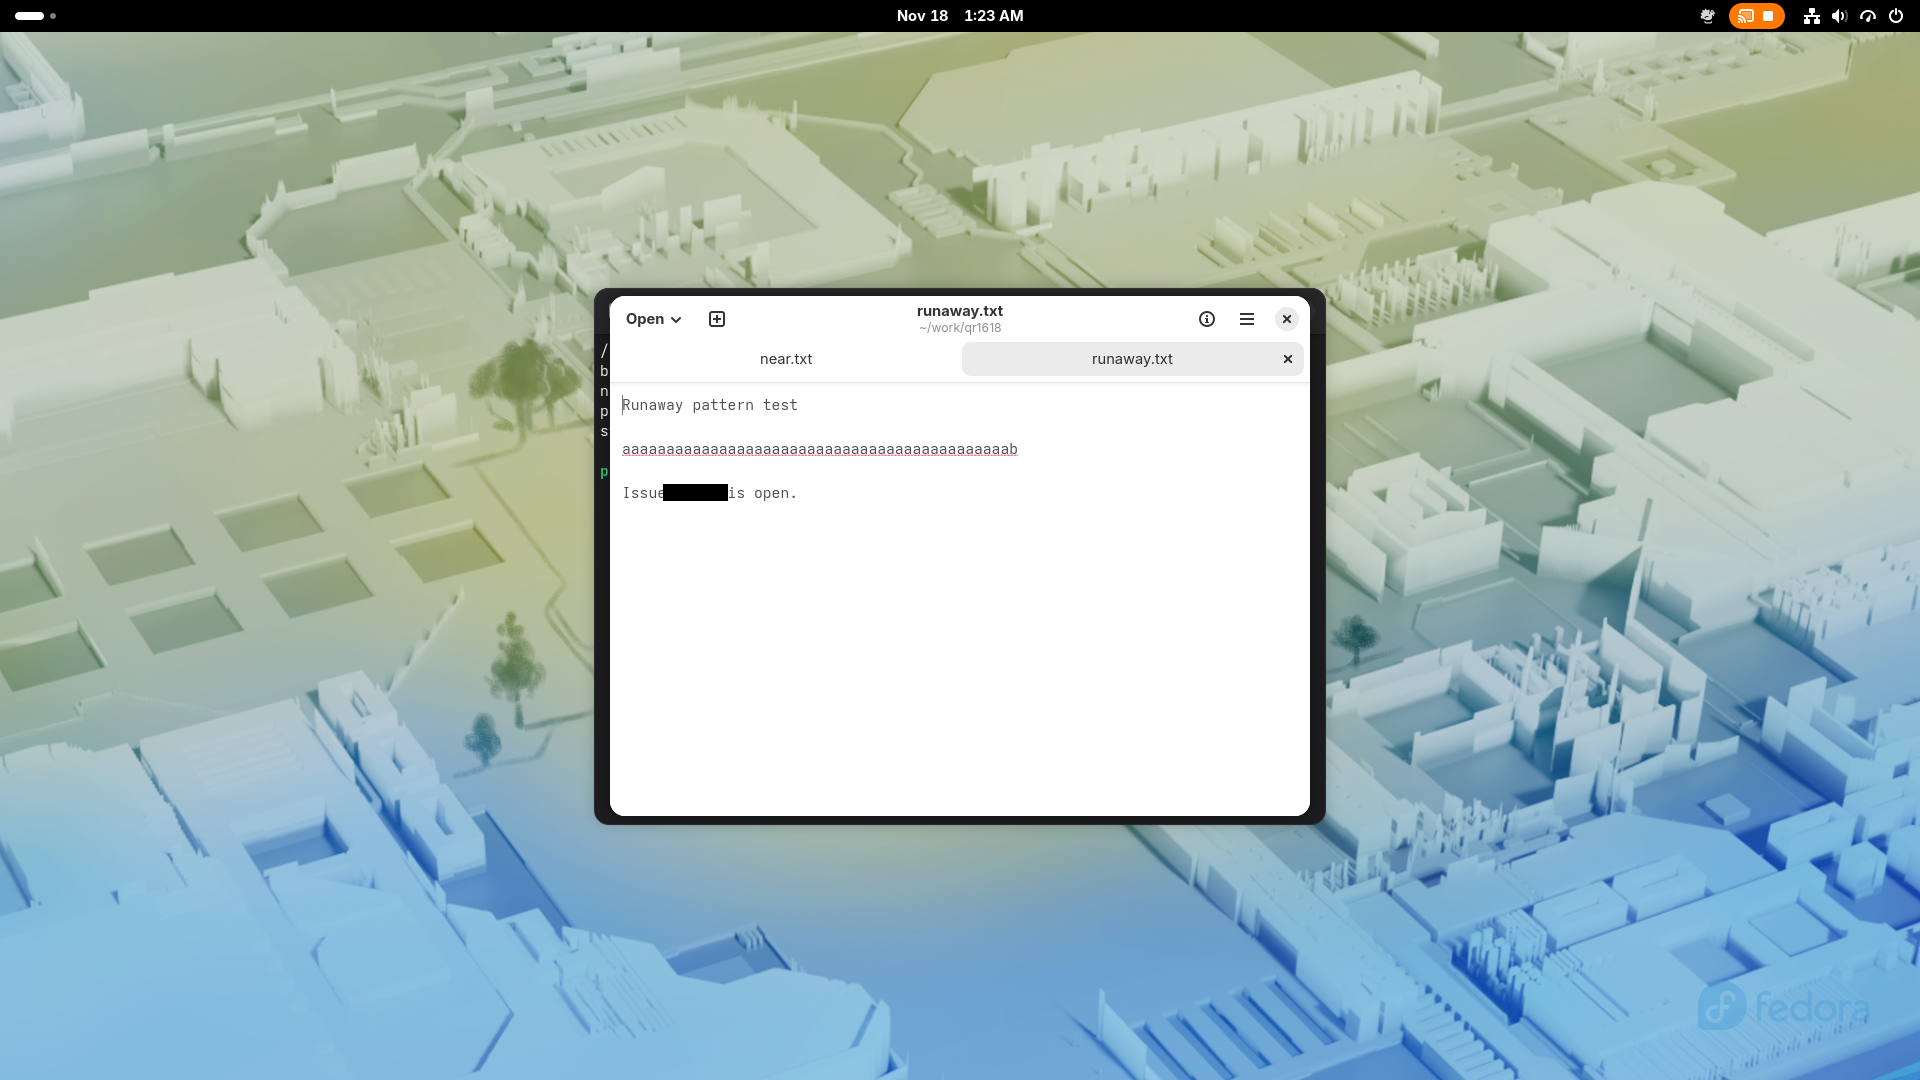 Nov 18 1:23 AM
Open
runaway.txt
~/work/qr1618
near.txt
runaway.txt
/
b
n
p
s
p
Runaway pattern test
aaaaaaaaaaaaaaaaaaaaaaaaaaaaaaaaaaaaaaaaaaaab
Issue is open.
fedora